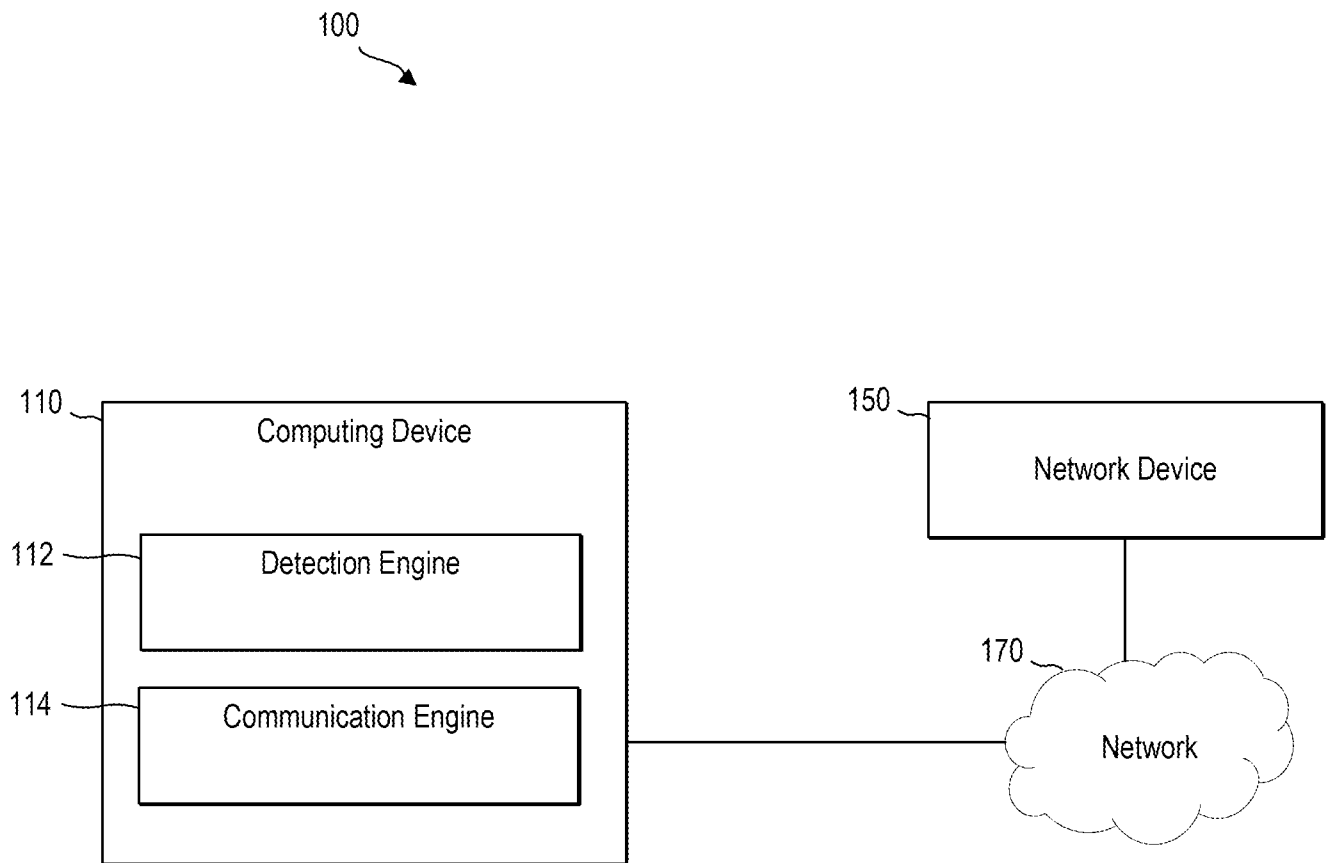 100
110
Computing Device
150
Network Device
112
Detection Engine
170
114
Communication Engine
Network